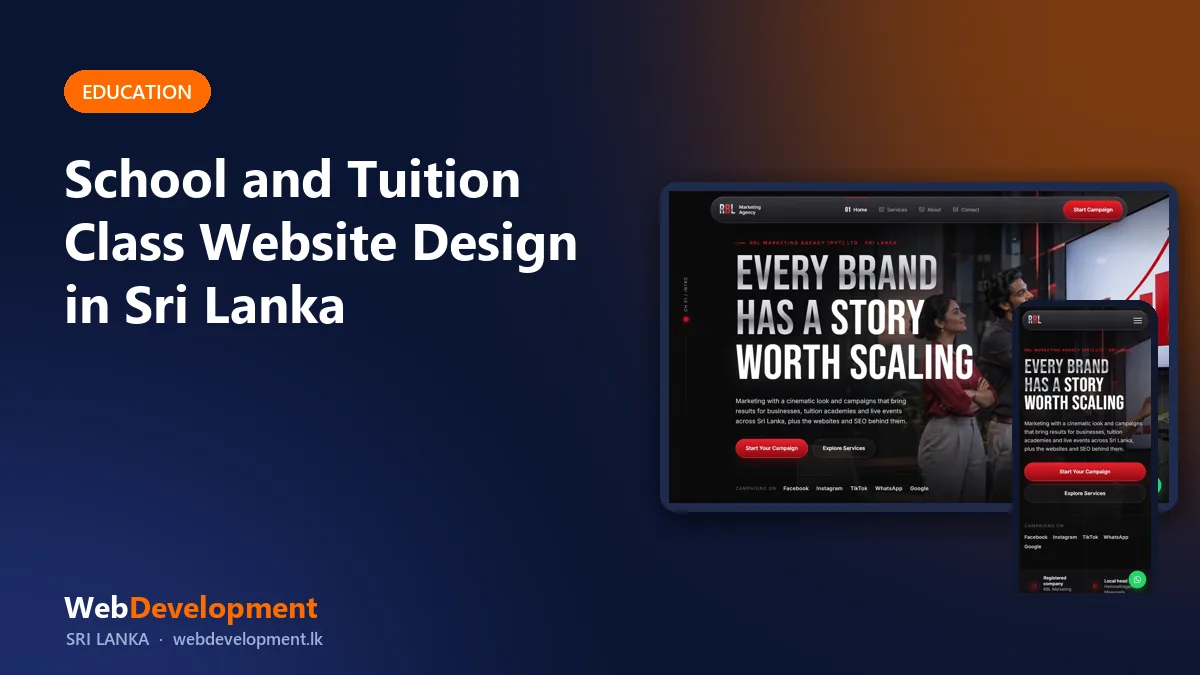 EDUCATION
School and Tuition
Class Website Design
in Sri Lanka
WebDevelopment
SRI LANKA · webdevelopment.lk
RBL Marketing
Agency
01 Home
Services
About
Contact
Start Campaign
RBL MARKETING AGENCY (PVT) LTD · SRI LANKA
EVERY BRAND
HAS A STORY
WORTH SCALING
Marketing with a cinematic look and campaigns that bring
results for businesses, tuition academies and live events
across Sri Lanka, plus the websites and SEO behind them.
Start Your Campaign
Explore Services
CAMPAIGNS ON Facebook Instagram TikTok WhatsApp Google
RBL
EVERY BRAND
HAS A STORY
WORTH SCALING
Marketing with a cinematic look and campaigns
that bring results for businesses, tuition
academies and live events across Sri Lanka,
plus the websites and SEO behind them.
Start Your Campaign
Explore Services
CAMPAIGNS ON
Facebook Instagram TikTok WhatsApp
Google
Registered
company
RBL Marketing
Local head